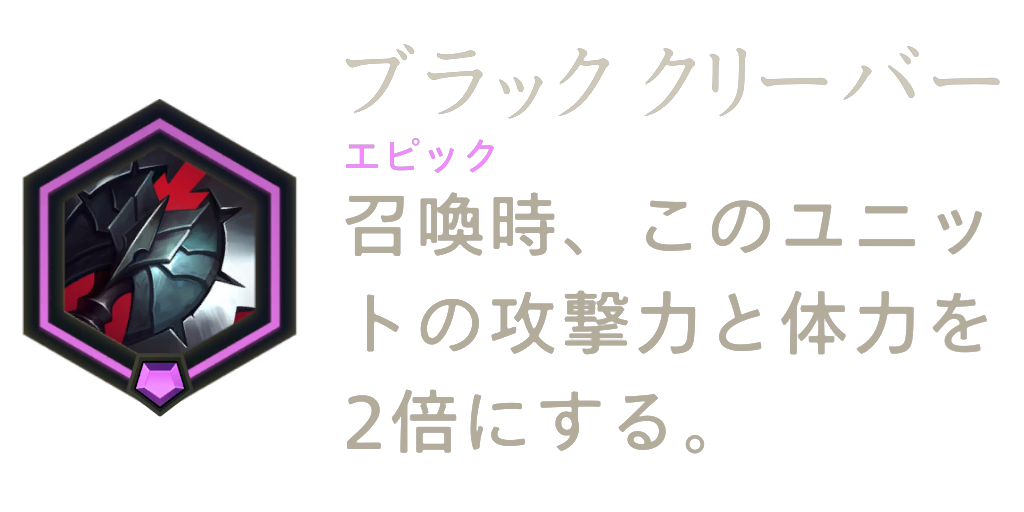 ブラック クリーバー
エピック
召喚時、このユニッ
トの攻撃力と体力を
2倍にする。